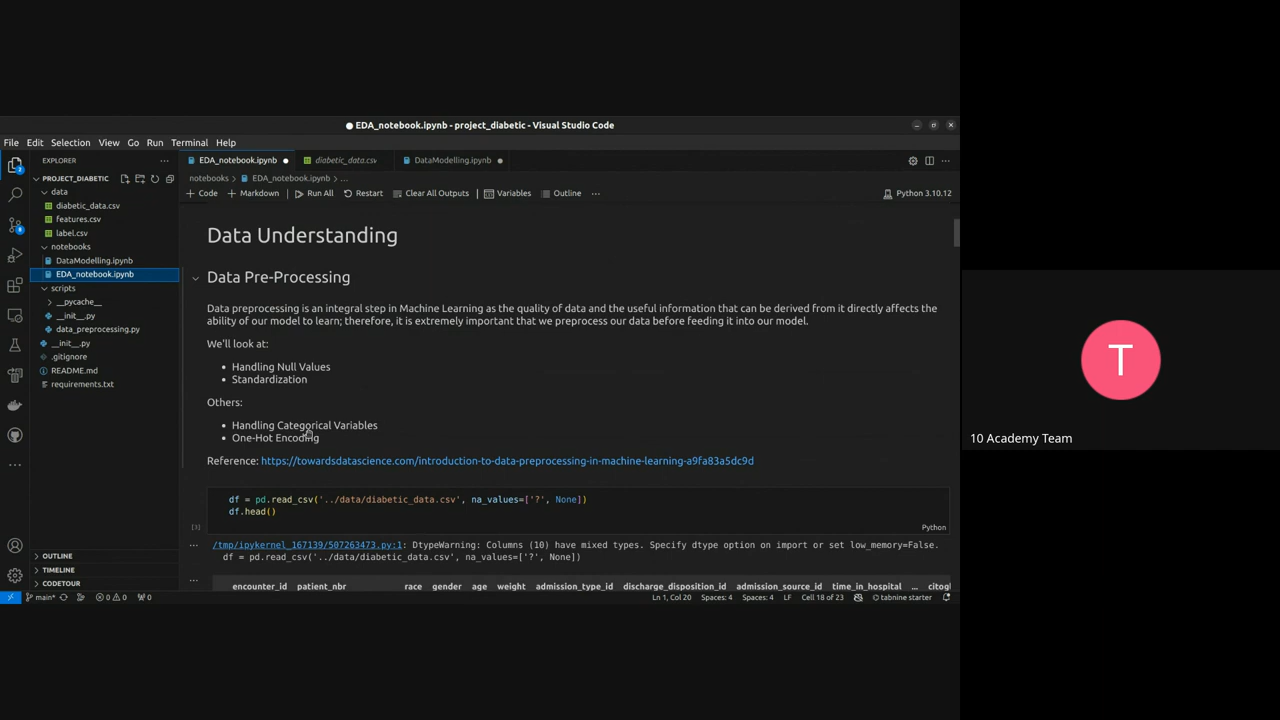 EDA_notebook.ipynb - project_diabetic - Visual Studio Code
File Edit Selection View Go Run Terminal Help
EXPLORER
PROJECT_DIABETIC
data
diabetic_data.csv
features.csv
label.csv
notebooks
DataModelling.ipynb
EDA_notebook.ipynb
scripts
__pycache__
__init__.py
data_preprocessing.py
__init__.py
.gitignore
README.md
requirements.txt
OUTLINE
TIMELINE
CODETOUR
EDA_notebook.ipynb diabetic_data.csv DataModelling.ipynb
notebooks > EDA_notebook.ipynb > ...
+ Code + Markdown Run All Restart Clear All Outputs Variables Outline ... Python 3.10.12
Data Understanding
Data Pre-Processing
Data preprocessing is an integral step in Machine Learning as the quality of data and the useful information that can be derived from it directly affects the
ability of our model to learn; therefore, it is extremely important that we preprocess our data before feeding it into our model.
We'll look at:
• Handling Null Values
• Standardization
Others:
• Handling Categorical Variables
• One-Hot Encoding
Reference: https://towardsdatascience.com/introduction-to-data-preprocessing-in-machine-learning-a9fa83a5dc9d
df = pd.read_csv('../data/diabetic_data.csv', na_values=['?', None])
df.head()
[3] Python
/tmp/ipykernel_167139/507263473.py:1: DtypeWarning: Columns (10) have mixed types. Specify dtype option on import or set low_memory=False.
df = pd.read_csv('../data/diabetic_data.csv', na_values=['?', None])
encounter_id patient_nbr race gender age weight admission_type_id discharge_disposition_id admission_source_id time_in_hospital ... citog
main* 0 0 0 Ln 1, Col 20 Spaces: 4 Spaces: 4 LF Cell 18 of 23 tabnine starter
T
10 Academy Team